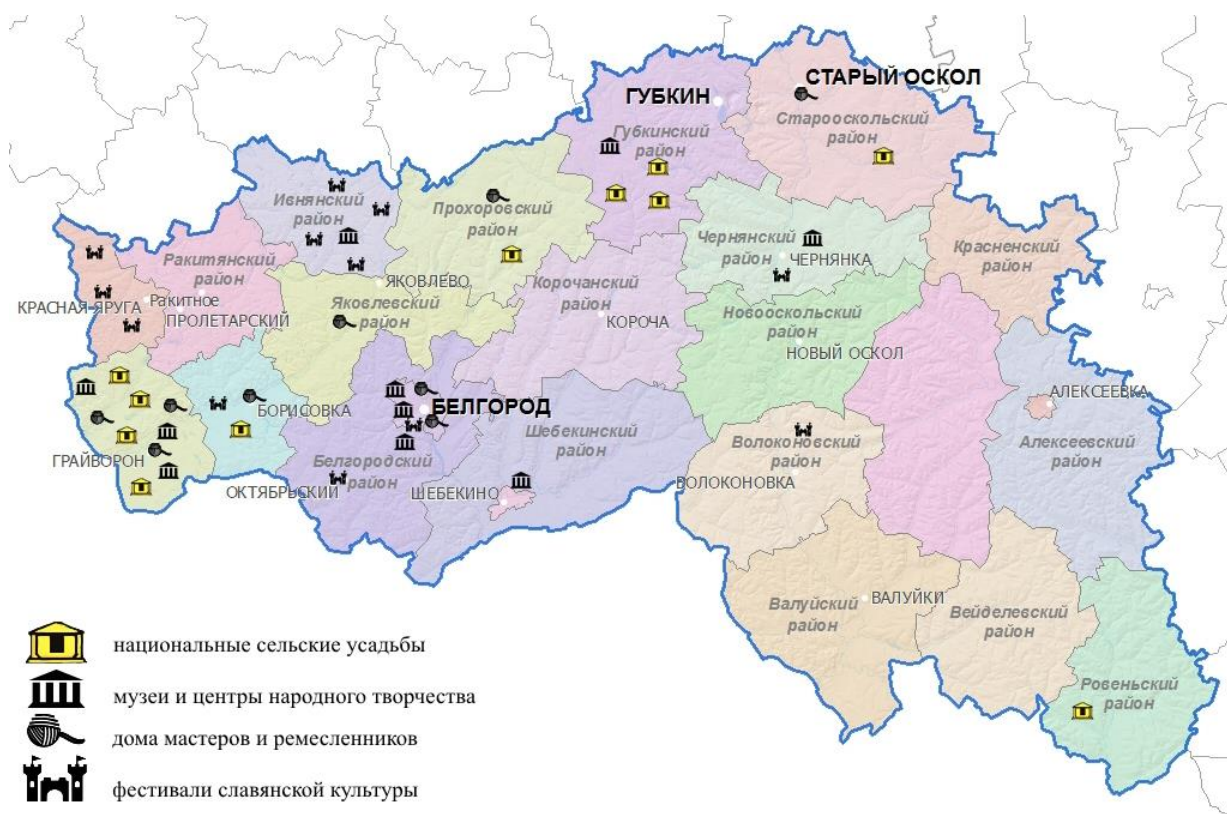 СТАРЫЙ ОСКОЛ
ГУБКИН
Старооскольский
район
Губкинский
район
Ивнянский
район
Прохоровский
район
Чернянский
район
ЧЕРНЯНКА
Красненский
район
Ракитянский
район
ЯКОВЛЕВО
Корочанский
район
КРАСНАЯ ЯРУГА
Ракитное
ПРОЛЕТАРСКИЙ
Яковлевский
район
КОРОЧА
Новооскольский
район
НОВЫЙ ОСКОЛ
АЛЕКСЕЕВКА
БОРИСОВКА
БЕЛГОРОД
Шебекинский
район
Волоконовский
район
Алексеевский
район
ГРАЙВОРОН
Белгородский
район
ОКТЯБРЬСКИЙ
ШЕБЕКИНО
ВОЛОКОНОВКА
Валуйский
район
ВАЛУЙКИ
Вейделевский
район
Ровеньский
район
национальные сельские усадьбы
музеи и центры народного творчества
дома мастеров и ремесленников
фестивали славянской культуры